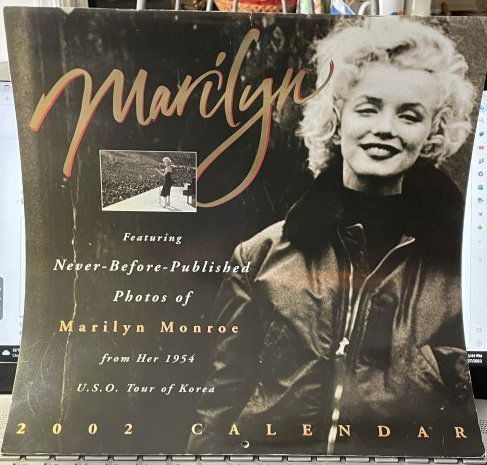 Marilyn
Featuring
Never-Before-Published
Photos of
Marilyn Monroe
from Her 1954
U.S.O. Tour of Korea
2002 CALENDAR